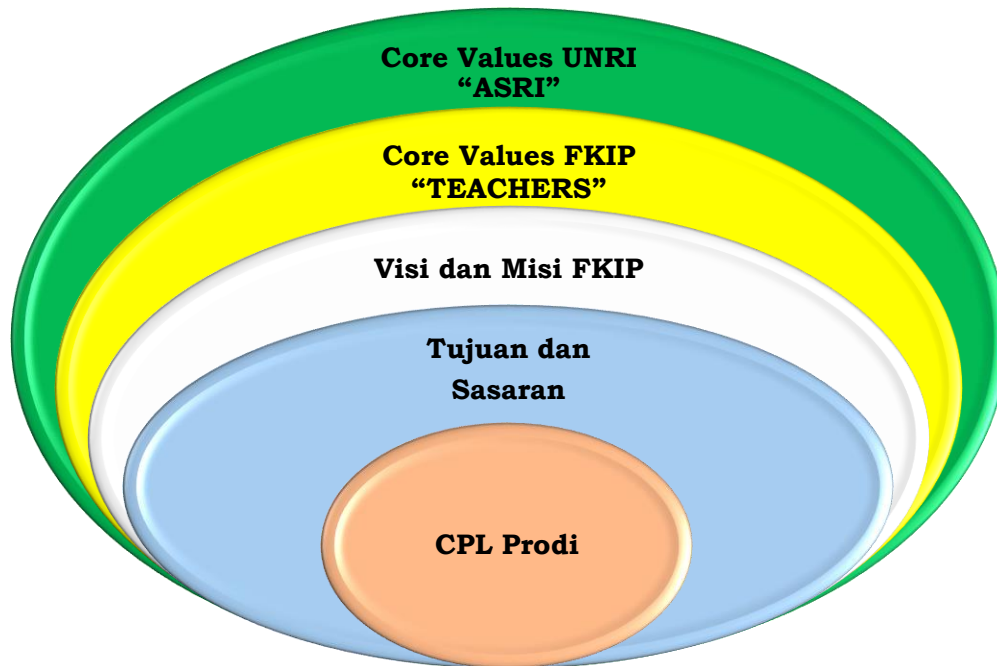 Core Values UNRI
“ASRI”
Core Values FKIP
“TEACHERS”
Visi dan Misi FKIP
Tujuan dan
Sasaran
CPL Prodi